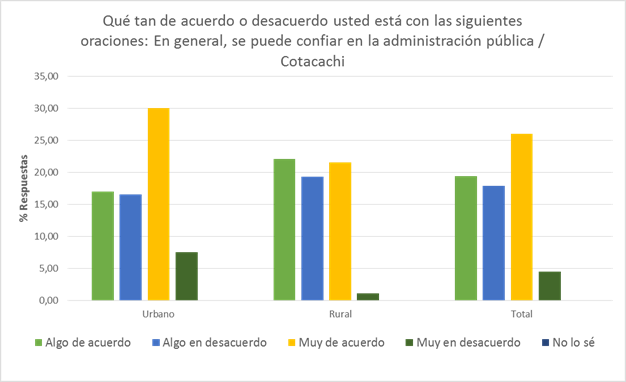 Qué tan de acuerdo o desacuerdo usted está con las siguientes
oraciones: En general, se puede confiar en la administración pública /
Cotacachi
35,00
30,00
25,00
20,00
15,00
10,00
5,00
0,00
% Respuestas
Urbano Rural Total
Algo de acuerdo Algo en desacuerdo Muy de acuerdo Muy en desacuerdo No lo sé